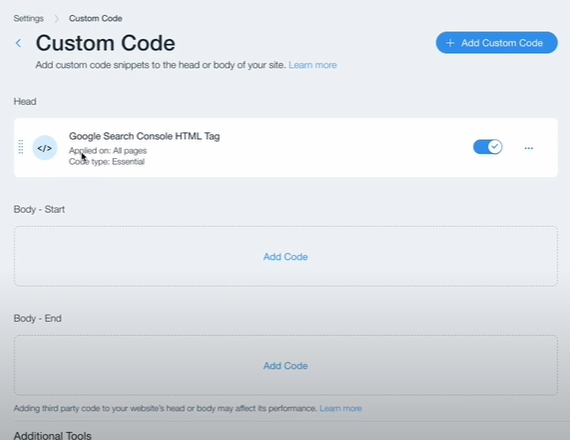 Settings > Custom Code
Custom Code
+ Add Custom Code
Add custom code snippets to the head or body of your site. Learn more
Head
</> Google Search Console HTML Tag
Applied on: All pages
Code type: Essential
Body - Start
Add Code
Body - End
Add Code
Adding third party code to your website's head or body may affect its performance. Learn more
Additional Tools